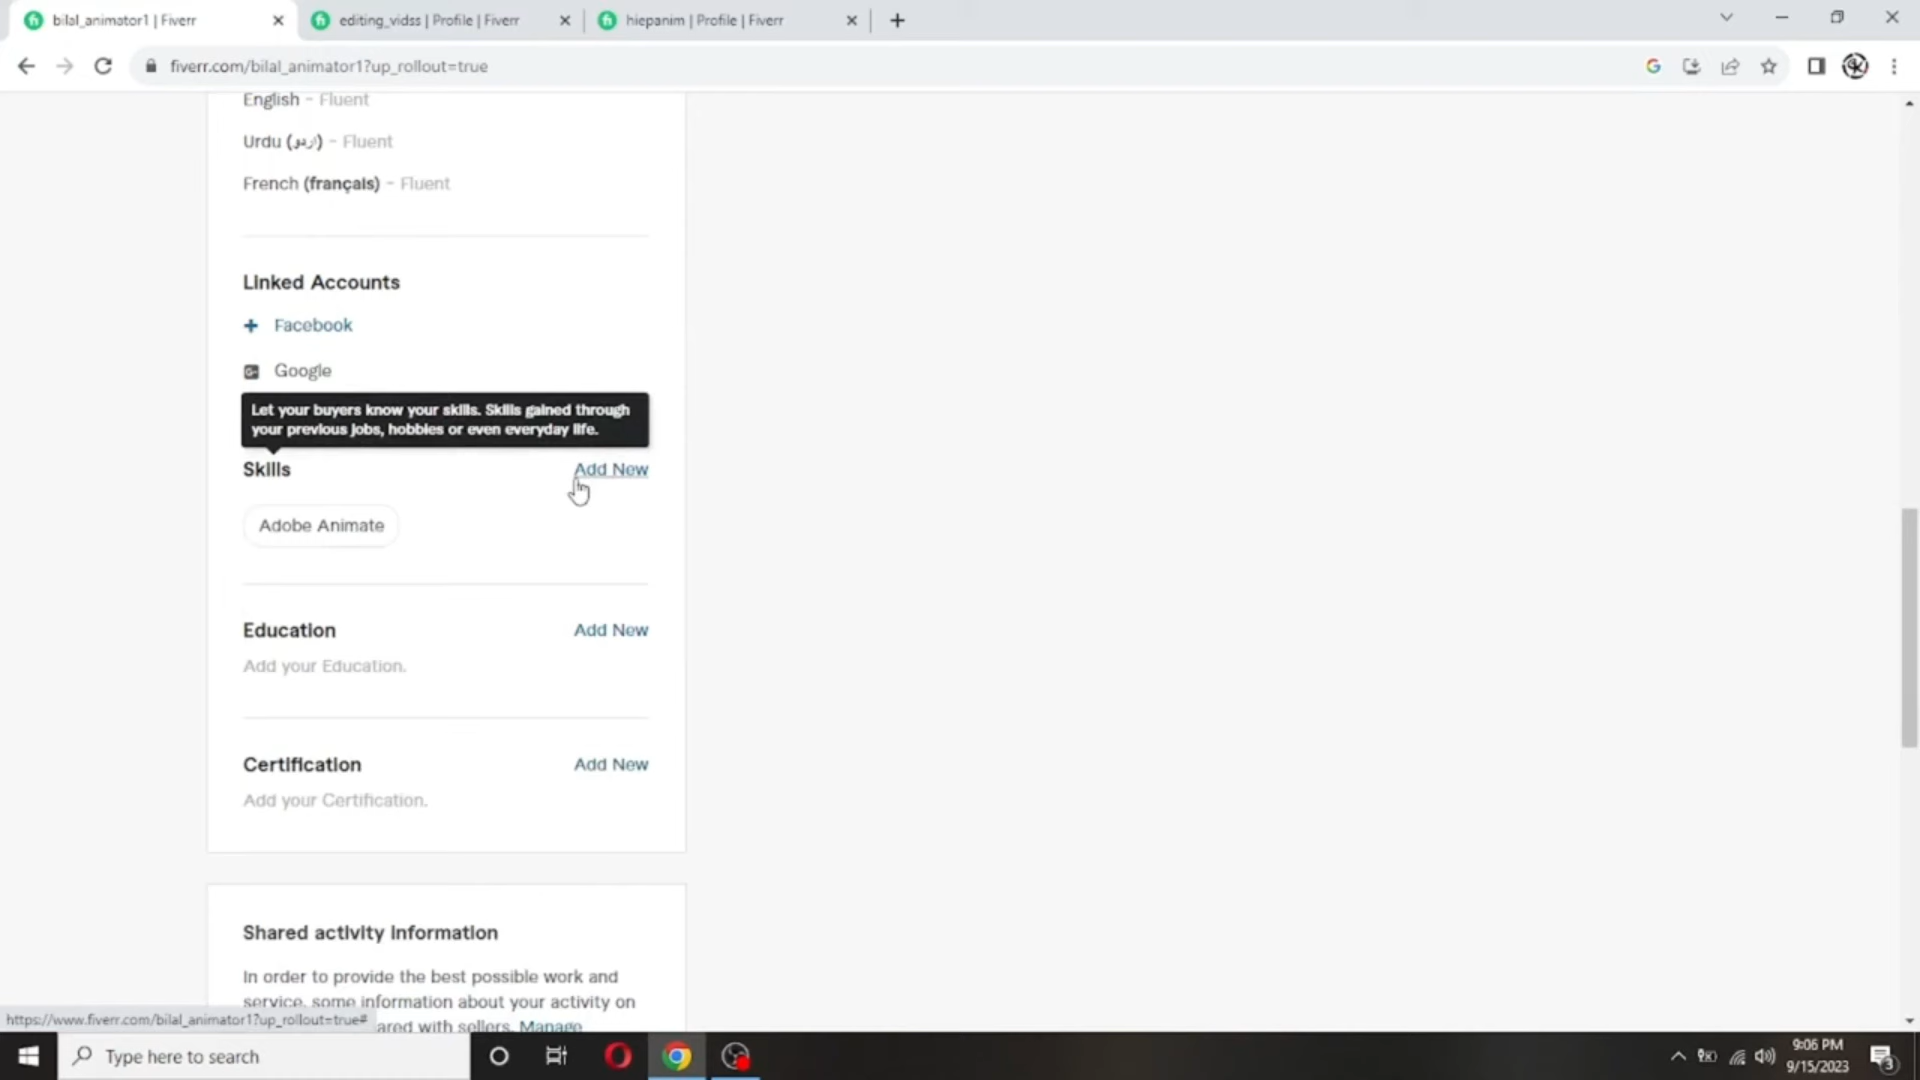 bilal_animator1 | Fiverr
editing_vidss | Profile | Fiverr
hiepanim | Profile | Fiverr
fiverr.com/bilal_animator1?up_rollout=true
English - Fluent
Urdu (اردو) - Fluent
French (français) - Fluent
Linked Accounts
Facebook
Google
Let your buyers know your skills. Skills gained through
your previous jobs, hobbies or even everyday life.
Skills Add New
Adobe Animate
Education Add New
Add your Education.
Certification Add New
Add your Certification.
Shared activity information
In order to provide the best possible work and
service, some information about your activity on
ared with sellers. Manage
https://www.fiverr.com/bilal_animator1?up_rollout=true#
Type here to search
9:06 PM
9/15/2023
3